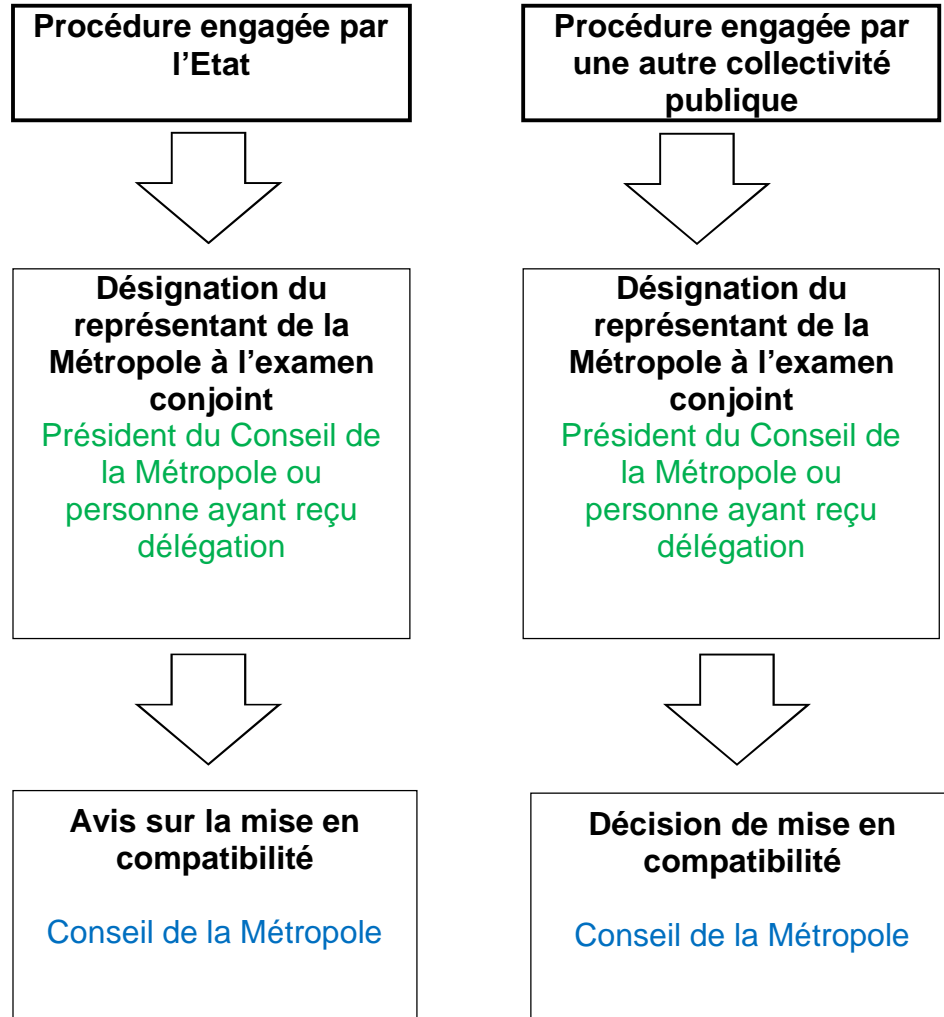 Procédure engagée par
l’Etat
Procédure engagée par
une autre collectivité
publique
Désignation du
représentant de la
Métropole à l’examen
conjoint
Président du Conseil de
la Métropole ou
personne ayant reçu
délégation
Désignation du
représentant de la
Métropole à l’examen
conjoint
Président du Conseil de
la Métropole ou
personne ayant reçu
délégation
Avis sur la mise en
compatibilité
Conseil de la Métropole
Décision de mise en
compatibilité
Conseil de la Métropole